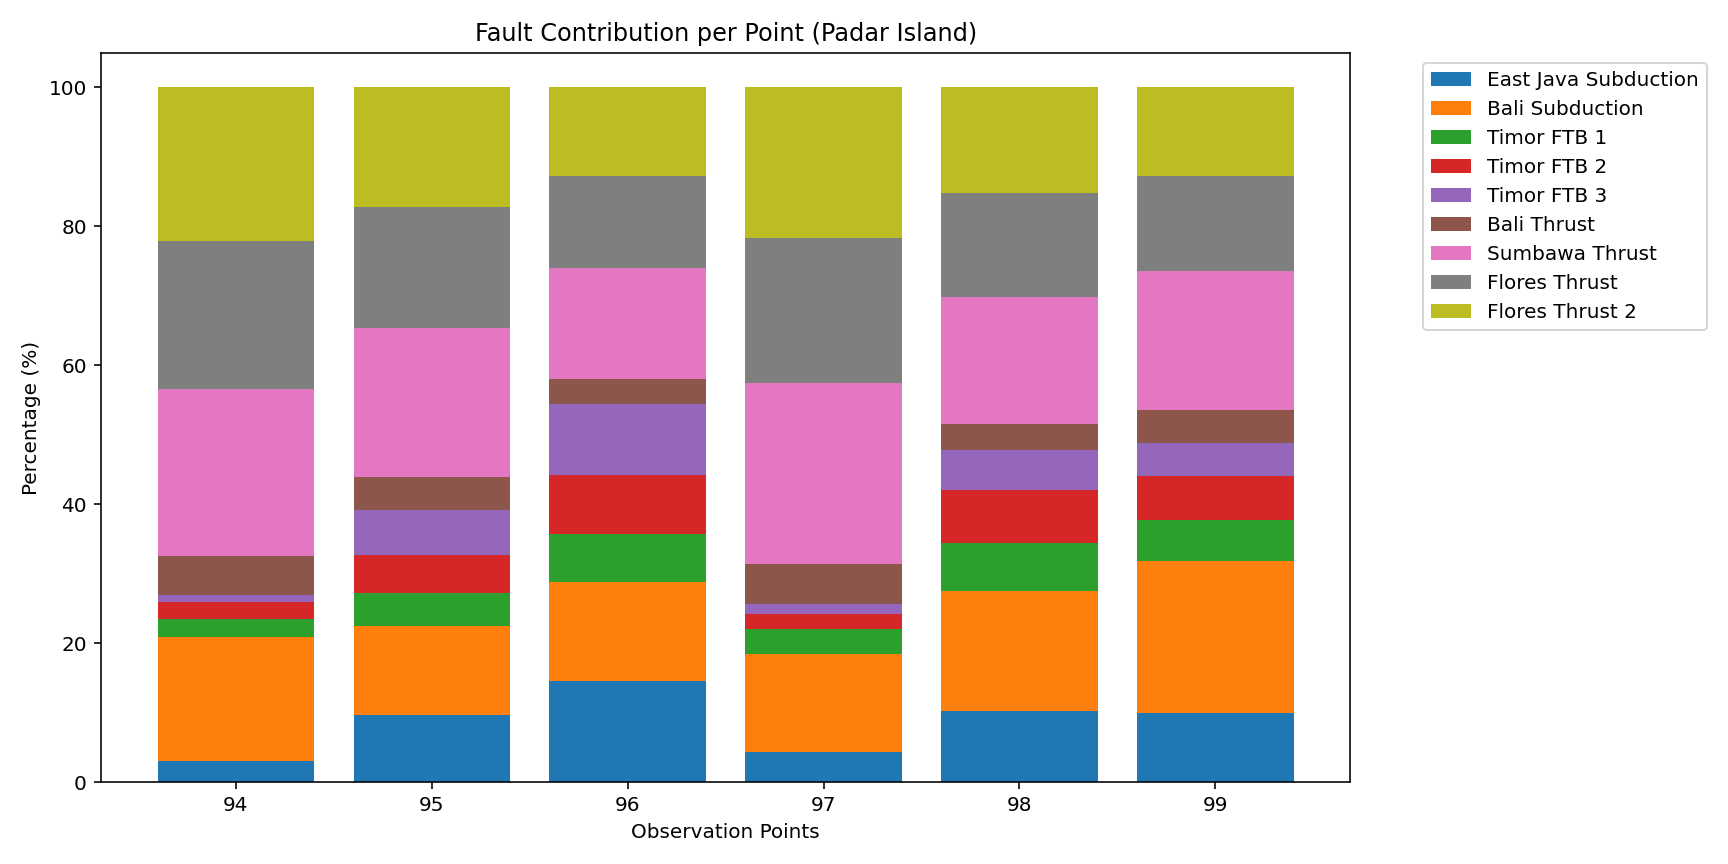 Fault Contribution per Point (Padar Island)
100
80
60
40
20
0
Percentage (%)
94 95 96 97 98 99
Observation Points
East Java Subduction
Bali Subduction
Timor FTB 1
Timor FTB 2
Timor FTB 3
Bali Thrust
Sumbawa Thrust
Flores Thrust
Flores Thrust 2